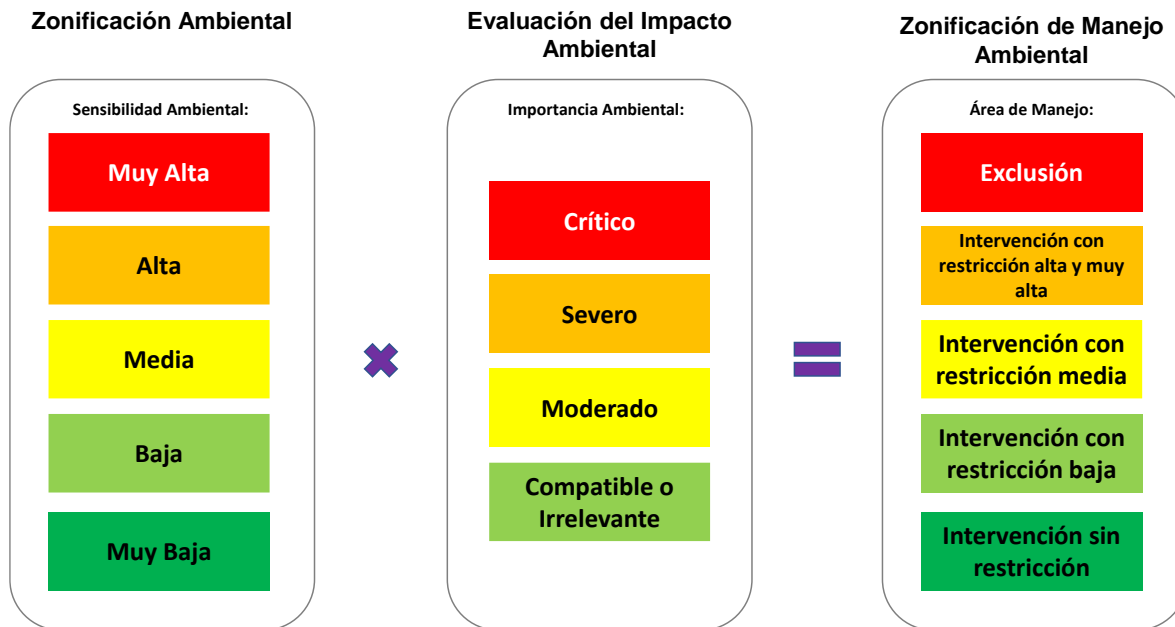 Zonificación Ambiental
Sensibilidad Ambiental:
Muy Alta
Alta
Media
Baja
Muy Baja
Evaluación del Impacto
Ambiental
Importancia Ambiental:
Crítico
Severo
Moderado
Compatible o
Irrelevante
Zonificación de Manejo
Ambiental
Área de Manejo:
Exclusión
Intervención con
restricción alta y muy
alta
Intervención con
restricción media
Intervención con
restricción baja
Intervención sin
restricción